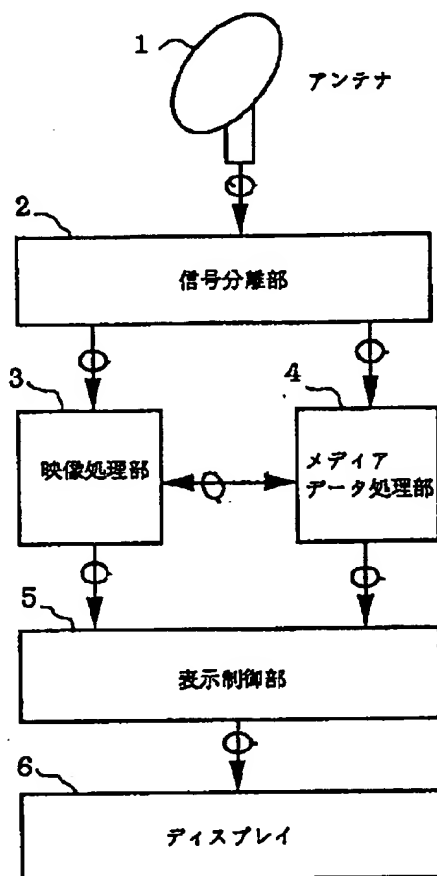 1
アンテナ
2
信号分離部
3
4
映像処理部
メディア
データ処理部
5
表示制御部
6
ディスプレイ